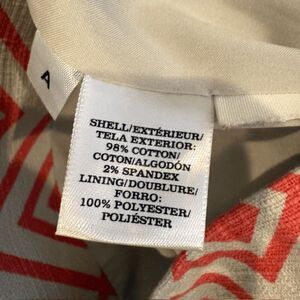 A
SHELL/EXTÉRIEUR/
TELA EXTERIOR:
98% COTTON/
COTON/ALGODÓN
2% SPANDEX
LINING/DOUBLURE/
FORRO:
100% POLYESTER/
POLIÉSTER